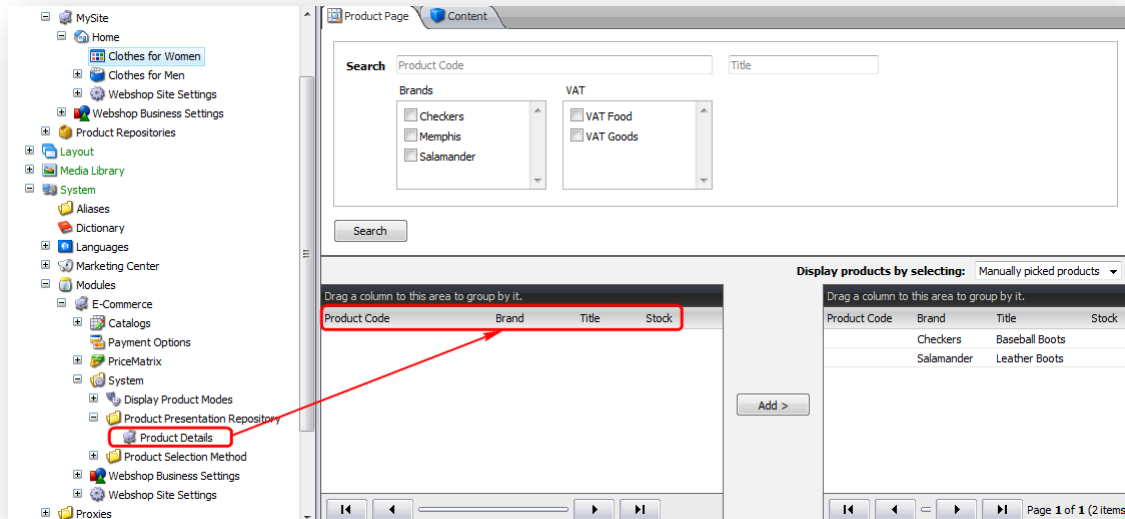 MySite
Home
Clothes for Women
Clothes for Men
Webshop Site Settings
Webshop Business Settings
Product Repositories
Layout
Media Library
System
Aliases
Dictionary
Languages
Marketing Center
Modules
E-Commerce
Catalogs
Payment Options
PriceMatrix
System
Display Product Modes
Product Presentation Repository
Product Details
Product Selection Method
Webshop Business Settings
Webshop Site Settings
Proxies
Product Page Content
Search Product Code Title
Brands VAT
Checkers VAT Food
Memphis VAT Goods
Salamander
Search
Display products by selecting: Manually picked products
Drag a column to this area to group by it.
Product Code Brand Title Stock
Add >
Drag a column to this area to group by it.
Product Code Brand Title Stock
Checkers Baseball Boots
Salamander Leather Boots
Page 1 of 1 (2 items